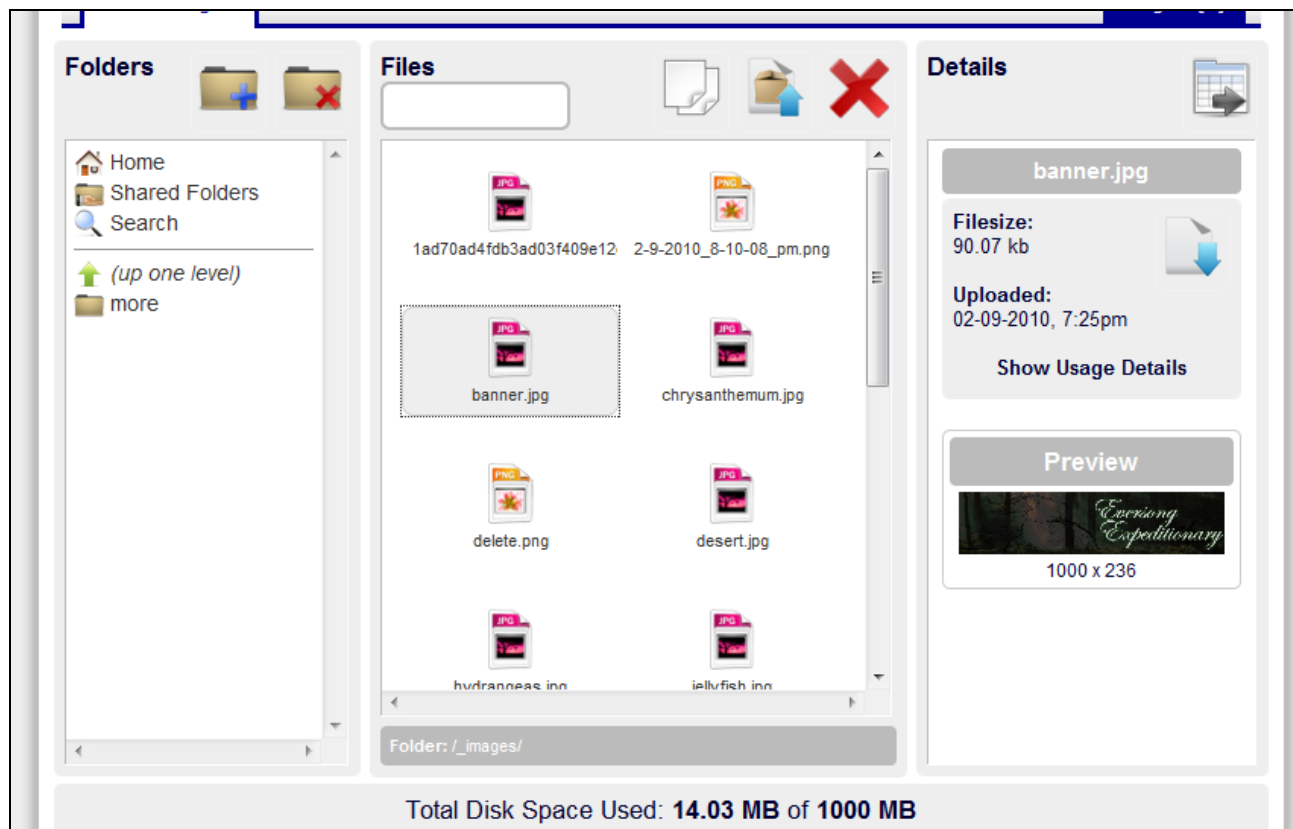 Folders
Home
Shared Folders
Search
(up one level)
more
Files
JPG
PNG
1ad70ad4fdb3ad03f409e12
2-9-2010_8-10-08_pm.png
JPG
JPG
banner.jpg
chrysanthemum.jpg
PNG
JPG
delete.png
desert.jpg
JPG
JPG
hydrangeas.jpg
jellyfish.jpg
Folder: /_images/
Details
banner.jpg
Filesize:
90.07 kb
Uploaded:
02-09-2010, 7:25pm
Show Usage Details
Preview
Eversong
Expeditionary
1000 x 236
Total Disk Space Used: 14.03 MB of 1000 MB